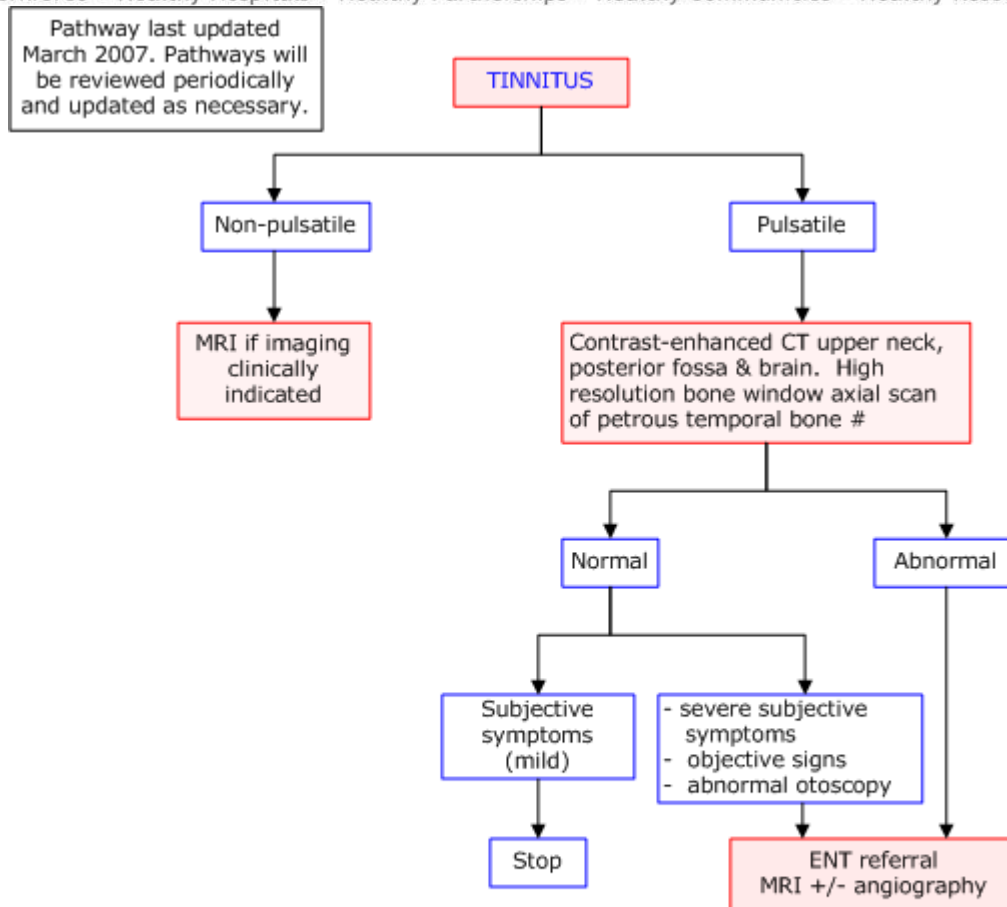 Pathway last updated
March 2007. Pathways will
be reviewed periodically
and updated as necessary.
TINNITUS
Non-pulsatile
Pulsatile
MRI if imaging
clinically
indicated
Contrast-enhanced CT upper neck,
posterior fossa & brain. High
resolution bone window axial scan
of petrous temporal bone #
Normal
Abnormal
Subjective
symptoms
(mild)
- severe subjective
symptoms
- objective signs
- abnormal otoscopy
Stop
ENT referral
MRI +/- angiography